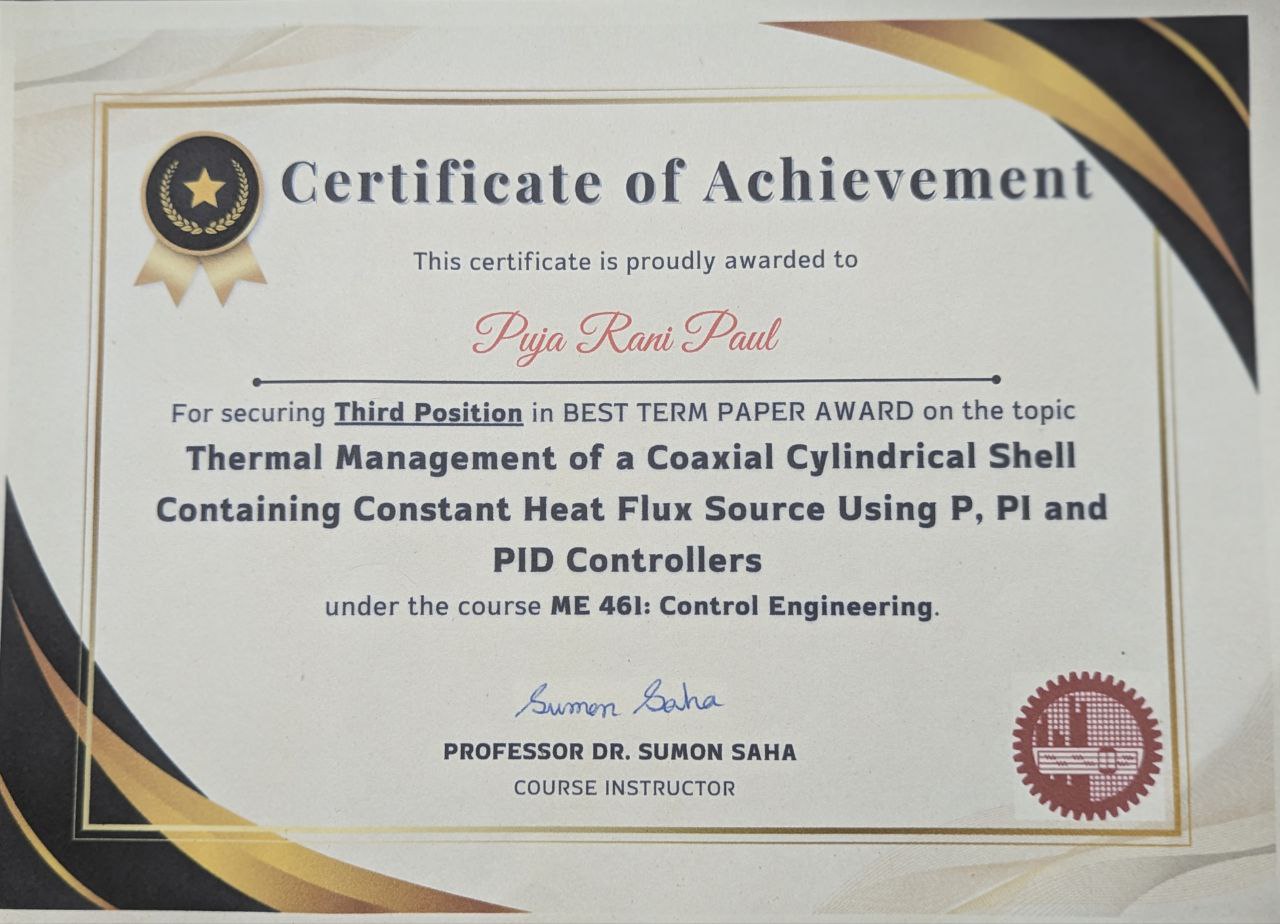 Certificate of Achievement
This certificate is proudly awarded to
Puja Rani Paul
For securing Third Position in BEST TERM PAPER AWARD on the topic
Thermal Management of a Coaxial Cylindrical Shell
Containing Constant Heat Flux Source Using P, PI and
PID Controllers
under the course ME 461: Control Engineering.
Sumon Saha
PROFESSOR DR. SUMON SAHA
COURSE INSTRUCTOR